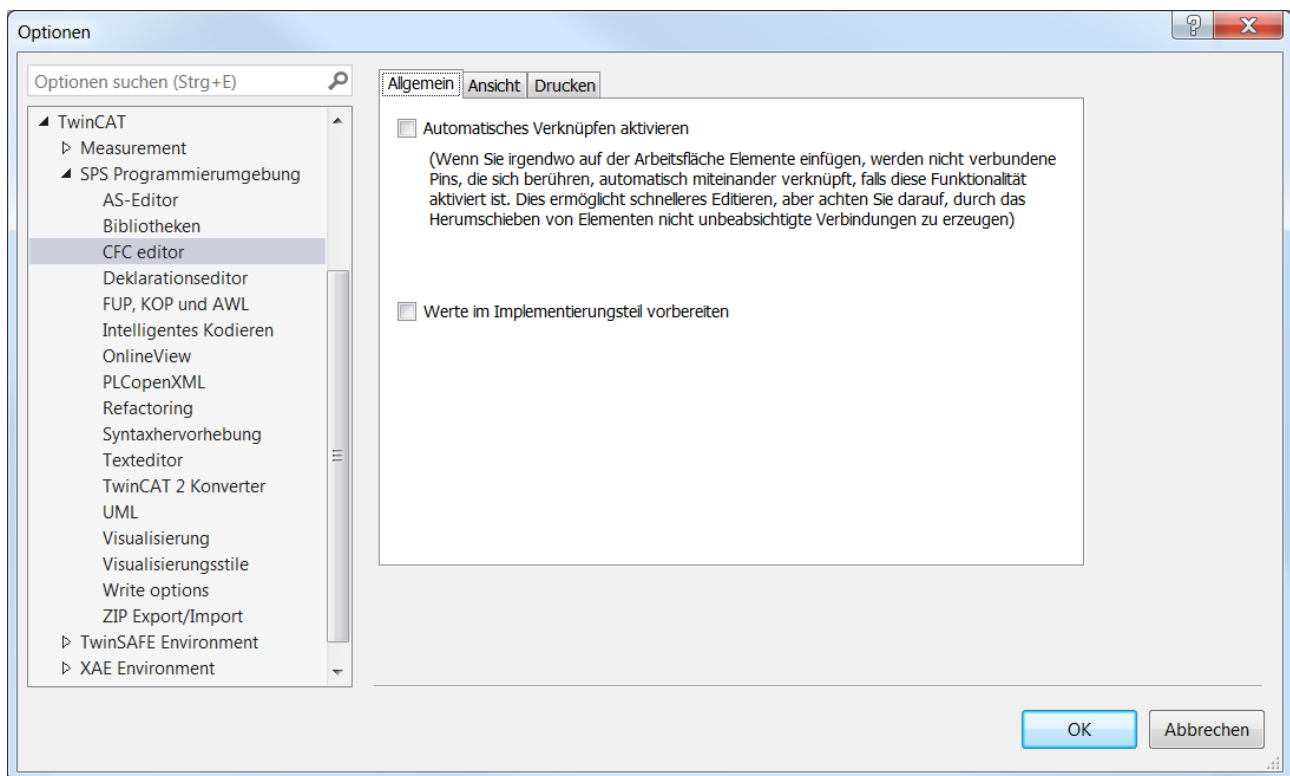 Optionen
Optionen suchen (Strg+E)
TwinCAT
Measurement
SPS Programmierumgebung
AS-Editor
Bibliotheken
CFC editor
Deklarationseditor
FUP, KOP und AWL
Intelligentes Kodieren
OnlineView
PLCopenXML
Refactoring
Syntaxhervorhebung
Texteditor
TwinCAT 2 Konverter
UML
Visualisierung
Visualisierungsstile
Write options
ZIP Export/Import
TwinSAFE Environment
XAE Environment
Allgemein Ansicht Drucken
Automatisches Verknüpfen aktivieren
(Wenn Sie irgendwo auf der Arbeitsfläche Elemente einfügen, werden nicht verbundene
Pins, die sich berühren, automatisch miteinander verknüpft, falls diese Funktionalität
aktiviert ist. Dies ermöglicht schnelleres Editieren, aber achten Sie darauf, durch das
Herumschieben von Elementen nicht unbeabsichtigte Verbindungen zu erzeugen)
Werte im Implementierungsteil vorbereiten
OK Abbrechen